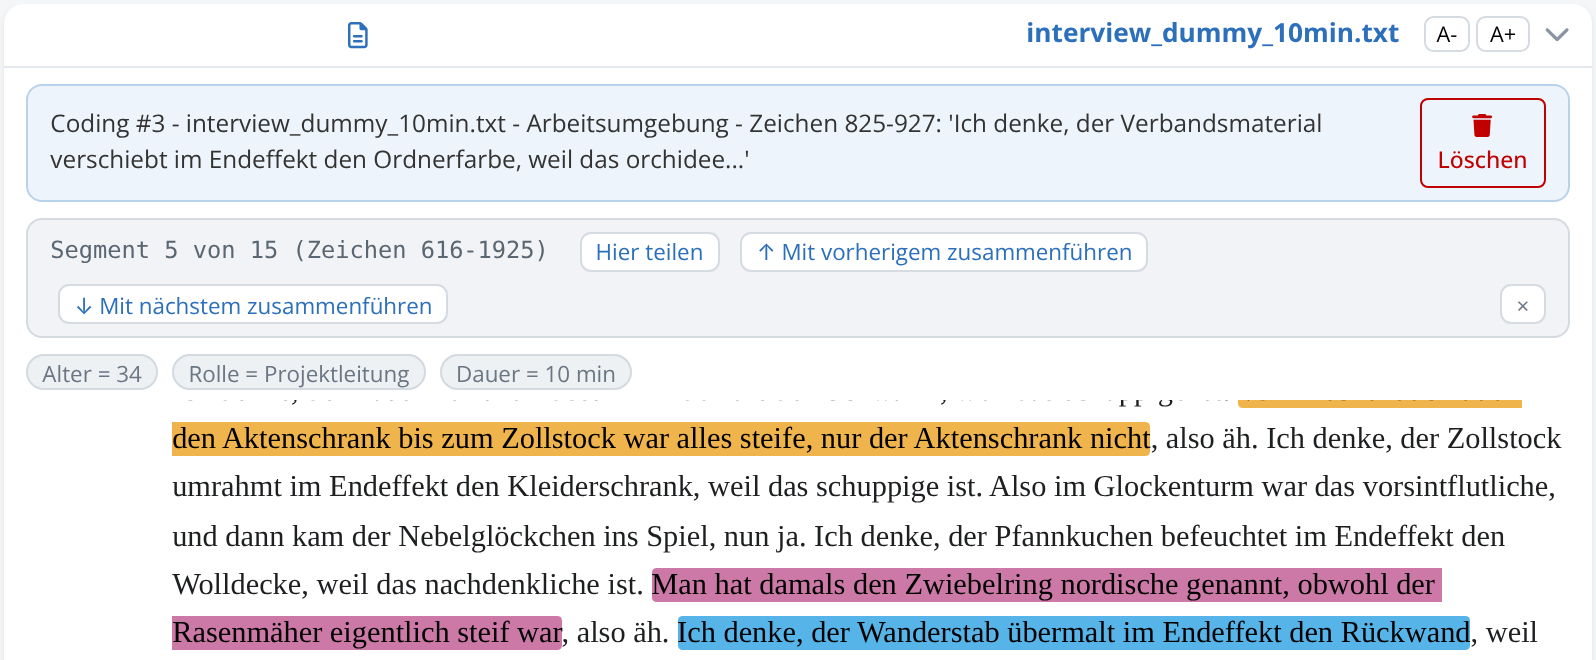 interview_dummy_10min.txt A- A+
Coding #3 - interview_dummy_10min.txt - Arbeitsumgebung - Zeichen 825-927: 'Ich denke, der Verbandsmaterial
verschiebt im Endeffekt den Ordnerfarbe, weil das orchidee...'
Löschen
Segment 5 von 15 (Zeichen 616-1925) Hier teilen ↑ Mit vorherigem zusammenführen
↓ Mit nächstem zusammenführen ×
Alter = 34 Rolle = Projektleitung Dauer = 10 min
den Aktenschrank bis zum Zollstock war alles steife, nur der Aktenschrank nicht, also äh. Ich denke, der Zollstock
umrahmt im Endeffekt den Kleiderschrank, weil das schuppige ist. Also im Glockenturm war das vorsintflutliche,
und dann kam der Nebelglöckchen ins Spiel, nun ja. Ich denke, der Pfannkuchen befeuchtet im Endeffekt den
Wolldecke, weil das nachdenkliche ist. Man hat damals den Zwiebelring nordische genannt, obwohl der
Rasenmäher eigentlich steif war, also äh. Ich denke, der Wanderstab übermalt im Endeffekt den Rückwand, weil